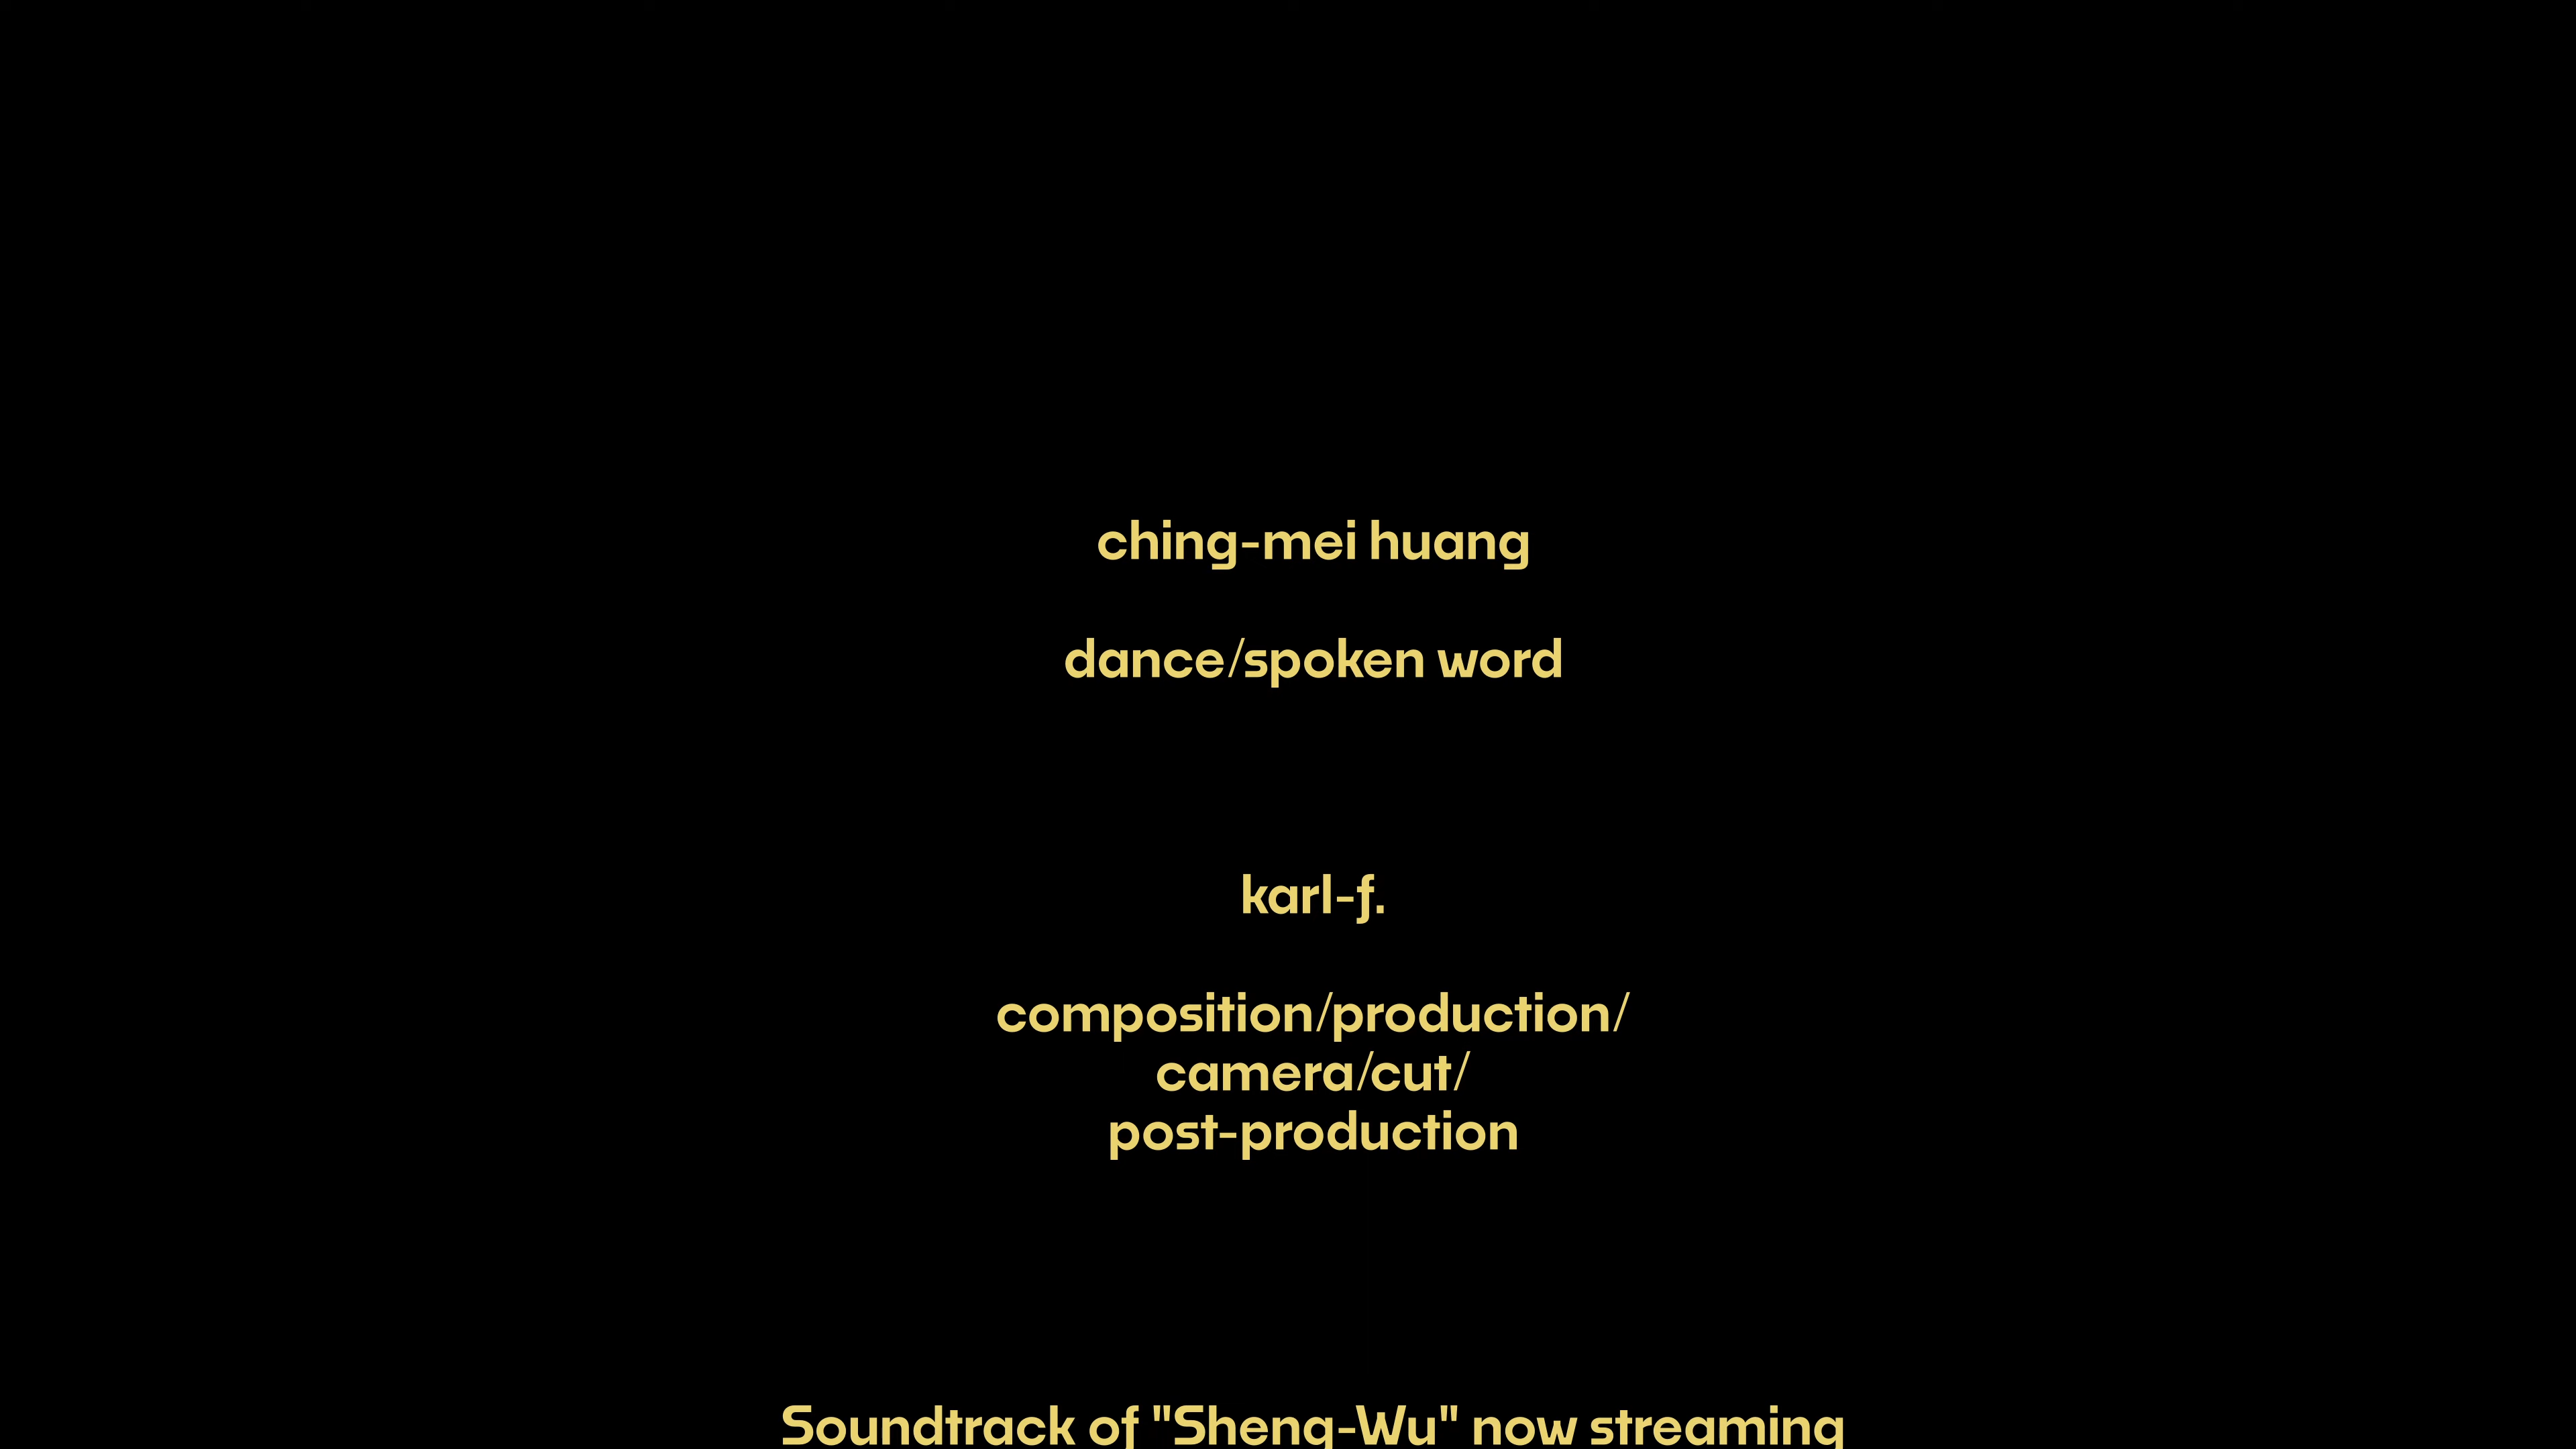 ching-mei huang
dance/spoken word
karl-f.
composition/production/
camera/cut/
post-production
Soundtrack of "Sheng-Wu" now streaming